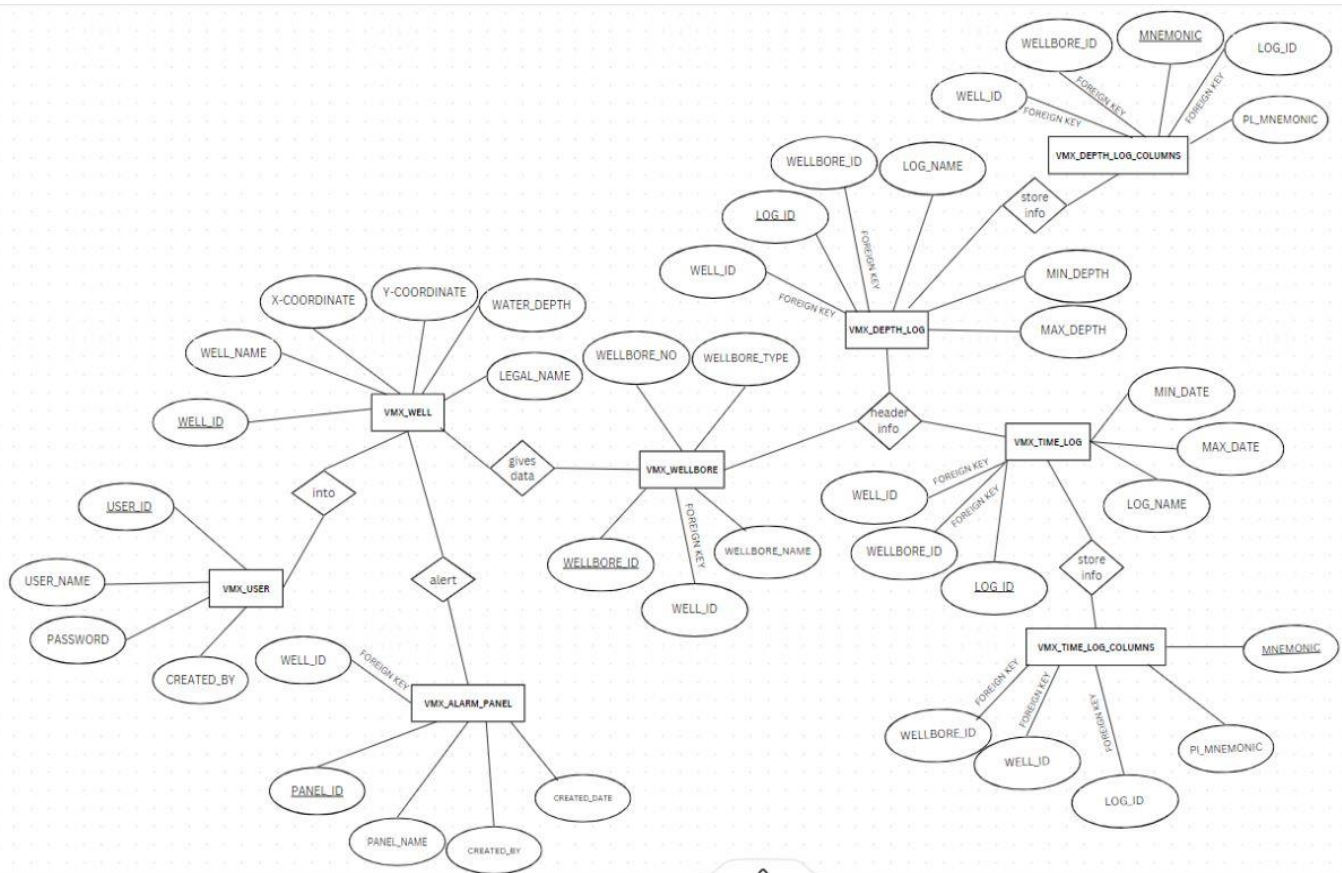 WELLBORE_ID
MNEMONIC
LOG_ID
WELL_ID
FOREIGN KEY
FOREIGN KEY
FOREIGN KEY
PI_MNEMONIC
VMX_DEPTH_LOG_COLUMNS
store
info
WELLBORE_ID
LOG_NAME
LOG_ID
WELL_ID
FOREIGN KEY
FOREIGN KEY
MIN_DEPTH
MAX_DEPTH
VMX_DEPTH_LOG
X-COORDINATE
Y-COORDINATE
WATER_DEPTH
WELL_NAME
LEGAL_NAME
WELL_ID
VMX_WELL
gives
data
WELLBORE_NO
WELLBORE_TYPE
VMX_WELLBORE
FOREIGN KEY
WELLBORE_ID
WELLBORE_NAME
WELL_ID
header
info
VMX_TIME_LOG
MIN_DATE
MAX_DATE
LOG_NAME
WELL_ID
FOREIGN KEY
WELLBORE_ID
FOREIGN KEY
LOG_ID
store
info
VMX_TIME_LOG_COLUMNS
MNEMONIC
FOREIGN KEY
FOREIGN KEY
FOREIGN KEY
WELLBORE_ID
WELL_ID
LOG_ID
PI_MNEMONIC
into
USER_ID
USER_NAME
VMX_USER
PASSWORD
CREATED_BY
alert
WELL_ID
FOREIGN KEY
VMX_ALARM_PANEL
PANEL_ID
PANEL_NAME
CREATED_BY
CREATED_DATE